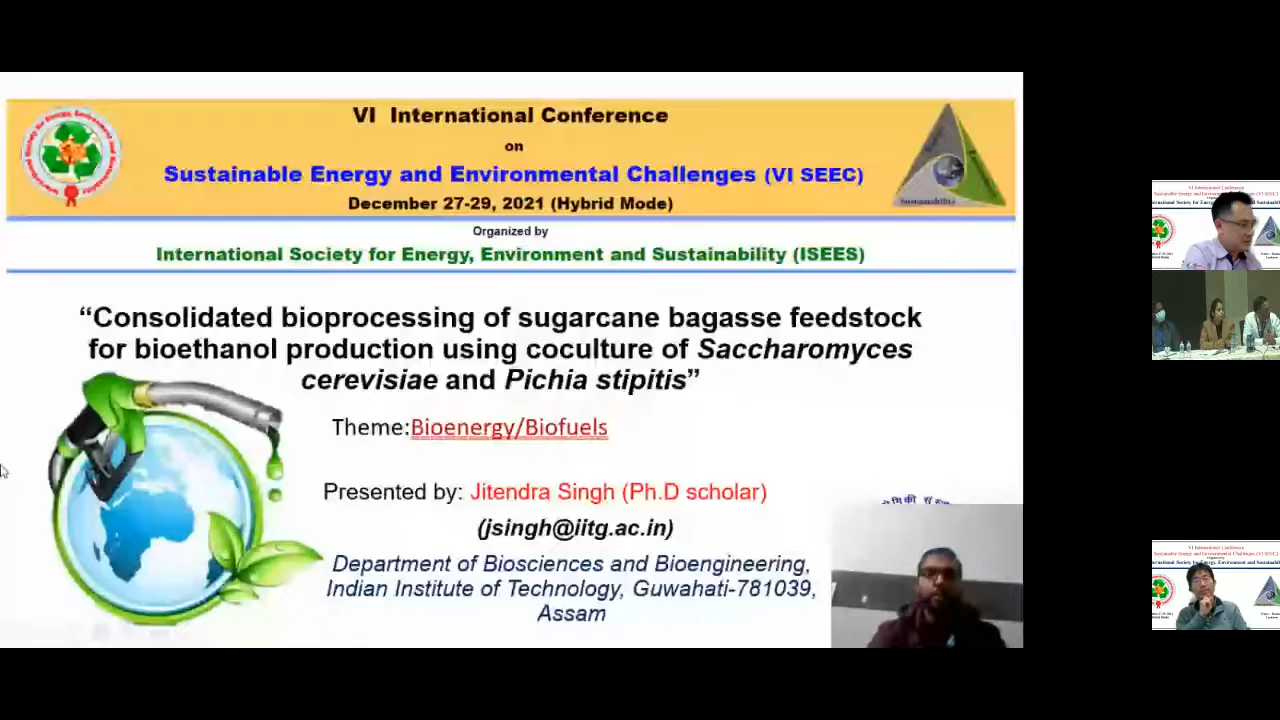 VI International Conference
on
Sustainable Energy and Environmental Challenges (VI SEEC)
December 27-29, 2021 (Hybrid Mode)
Organized by
International Society for Energy, Environment and Sustainability (ISEES)
“Consolidated bioprocessing of sugarcane bagasse feedstock
for bioethanol production using coculture of Saccharomyces
cerevisiae and Pichia stipitis”
Theme:Bioenergy/Biofuels
Presented by: Jitendra Singh (Ph.D scholar)
(jsingh@iitg.ac.in)
Department of Biosciences and Bioengineering,
Indian Institute of Technology, Guwahati-781039,
Assam